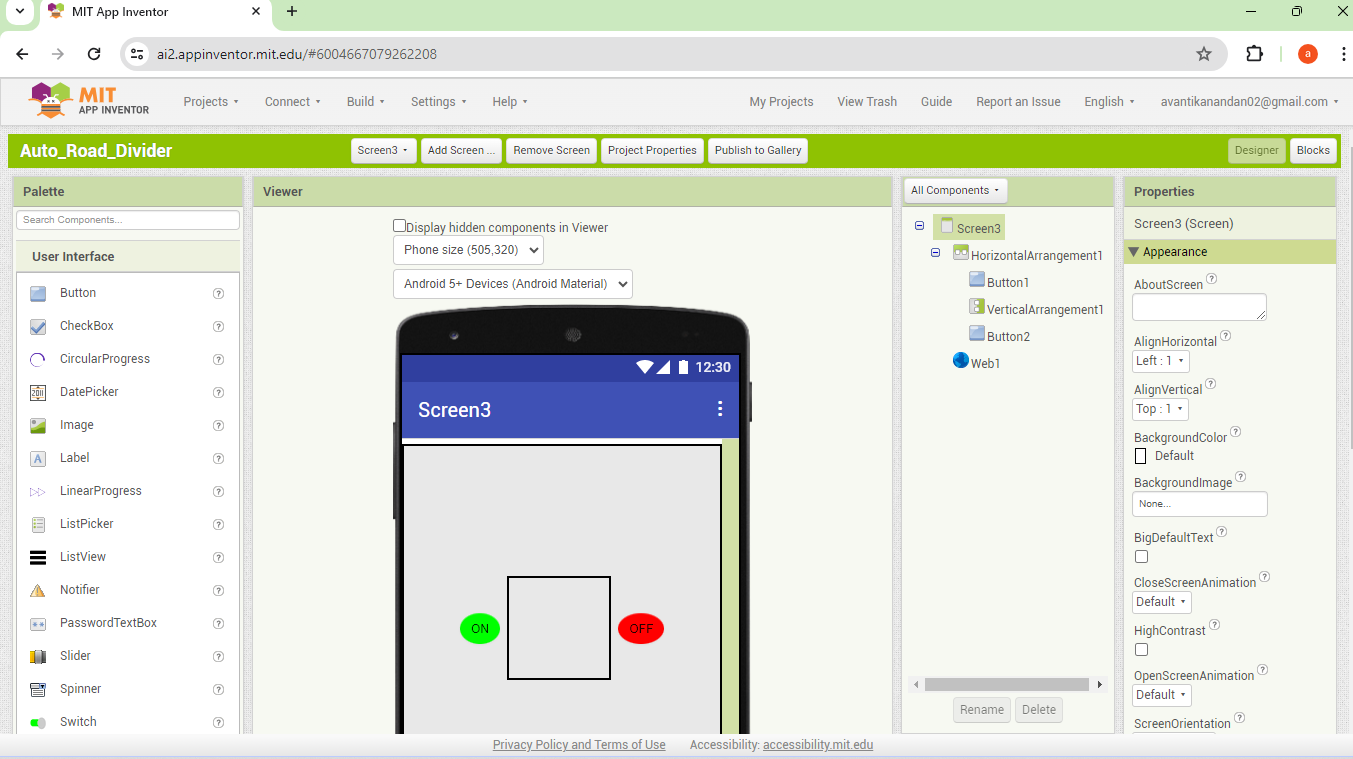 MIT App Inventor
ai2.appinventor.mit.edu/#6004667079262208
a
MIT
APP INVENTOR
Projects Connect Build Settings Help My Projects View Trash Guide Report an Issue English avantikanandan02@gmail.com
Auto_Road_Divider Screen3 Add Screen ... Remove Screen Project Properties Publish to Gallery Designer Blocks
Palette
Search Components...
User Interface
Button ?
CheckBox ?
CircularProgress ?
DatePicker ?
Image ?
Label ?
LinearProgress ?
ListPicker ?
ListView ?
Notifier ?
PasswordTextBox ?
Slider ?
Spinner ?
Switch ?
Viewer
Display hidden components in Viewer
Phone size (505,320)
Android 5+ Devices (Android Material)
12:30
Screen3
ON OFF
All Components
Screen3
HorizontalArrangement1
Button1
VerticalArrangement1
Button2
Web1
Rename Delete
Properties
Screen3 (Screen)
Appearance
AboutScreen ?
AlignHorizontal ?
Left : 1
AlignVertical ?
Top : 1
BackgroundColor ?
Default
BackgroundImage ?
None...
BigDefaultText ?
CloseScreenAnimation ?
Default
HighContrast ?
OpenScreenAnimation ?
Default
ScreenOrientation ?
Privacy Policy and Terms of Use Accessibility: accessibility.mit.edu